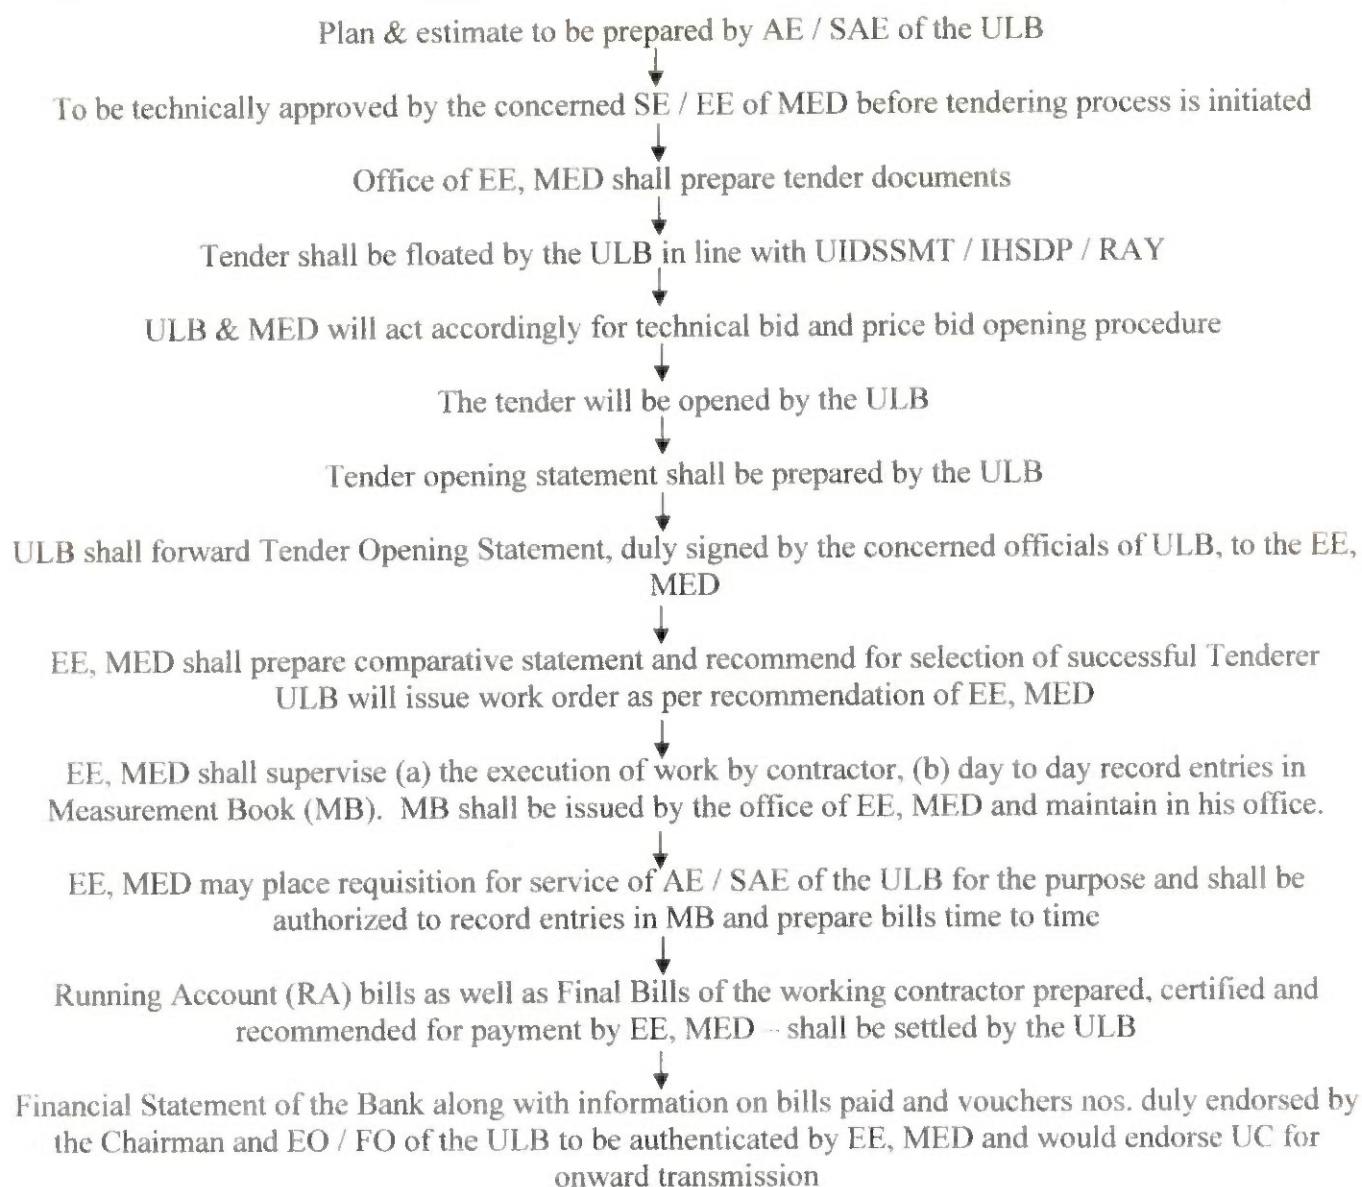 Plan & estimate to be prepared by AE / SAE of the ULB
To be technically approved by the concerned SE / EE of MED before tendering process is initiated
Office of EE, MED shall prepare tender documents
Tender shall be floated by the ULB in line with UIDSSMT / IHSDP / RAY
ULB & MED will act accordingly for technical bid and price bid opening procedure
The tender will be opened by the ULB
Tender opening statement shall be prepared by the ULB
ULB shall forward Tender Opening Statement, duly signed by the concerned officials of ULB, to the EE,
MED
EE, MED shall prepare comparative statement and recommend for selection of successful Tenderer
ULB will issue work order as per recommendation of EE, MED
EE, MED shall supervise (a) the execution of work by contractor, (b) day to day record entries in
Measurement Book (MB). MB shall be issued by the office of EE, MED and maintain in his office.
EE, MED may place requisition for service of AE / SAE of the ULB for the purpose and shall be
authorized to record entries in MB and prepare bills time to time
Running Account (RA) bills as well as Final Bills of the working contractor prepared, certified and
recommended for payment by EE, MED – shall be settled by the ULB
Financial Statement of the Bank along with information on bills paid and vouchers nos. duly endorsed by
the Chairman and EO / FO of the ULB to be authenticated by EE, MED and would endorse UC for
onward transmission